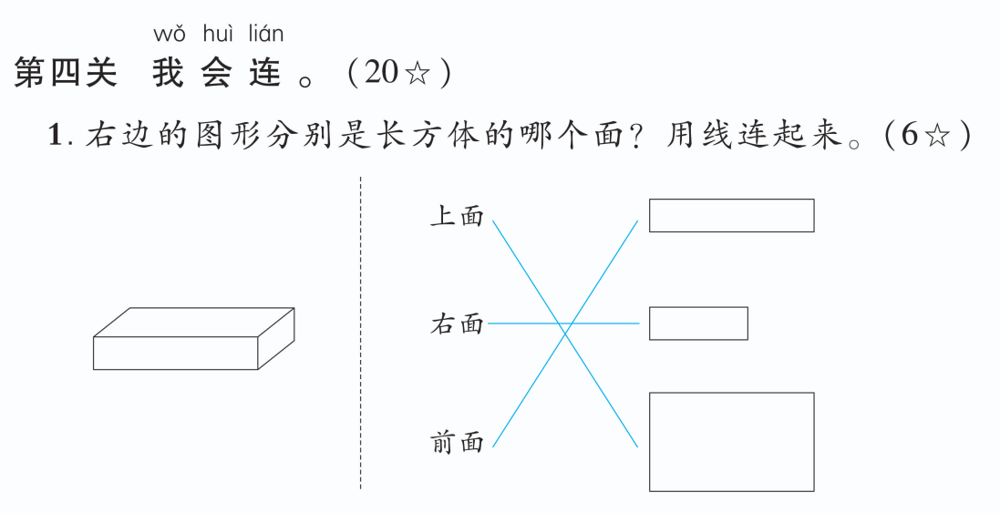 wǒ huì lián
第四关 我会连。(20☆)
1. 右边的图形分别是长方体的哪个面?用线连起来。(6☆)
上面
右面
前面